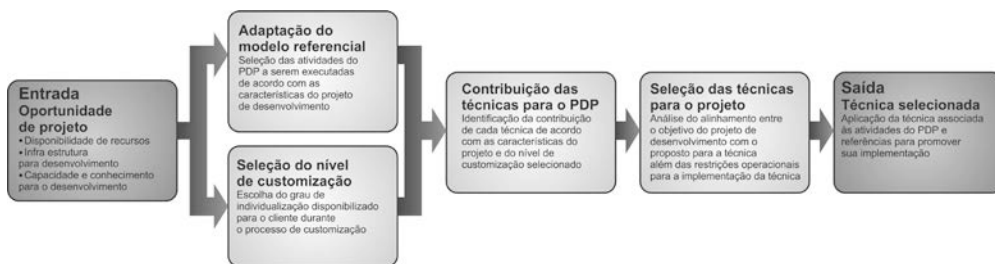 Entrada
Oportunidade
de projeto
• Disponibilidade de recursos
• Infra estrutura
para desenvolvimento
• Capacidade e conhecimento
para o desenvolvimento
Adaptação do
modelo referencial
Seleção das atividades do
PDP a serem executadas
de acordo com as
características do projeto
de desenvolvimento
Seleção do nível
de customização
Escolha do grau de
individualização disponibilizado
para o cliente durante
o processo de customização
Contribuição das
técnicas para o PDP
Identificação da contribuição
de cada técnica de acordo
com as características do
projeto e do nível de
customização selecionado
Seleção das técnicas
para o projeto
Análise do alinhamento entre
o objetivo do projeto de
desenvolvimento com o
proposto para a técnica
além das restrições operacionais
para a implementação da técnica
Saída
Técnica selecionada
Aplicação da técnica associada
às atividades do PDP e
referências para promover
sua implementação